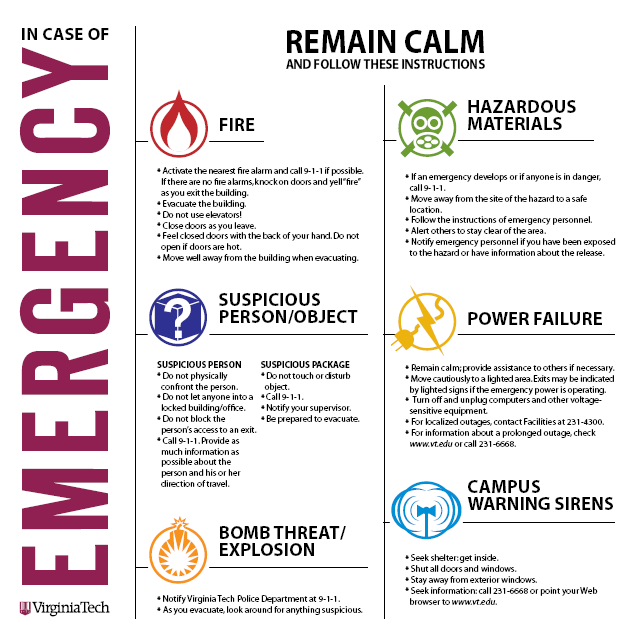 IN CASE OF
EMERGENCY
VirginiaTech
REMAIN CALM
AND FOLLOW THESE INSTRUCTIONS
FIRE
Activate the nearest fire alarm and call 9-1-1 if possible.
If there are no fire alarms, knock on doors and yell "fire"
as you exit the building.
Evacuate the building.
Do not use elevators!
Close doors as you leave.
Feel closed doors with the back of your hand. Do not
open if doors are hot.
Move well away from the building when evacuating.
SUSPICIOUS
PERSON/OBJECT
SUSPICIOUS PERSON
Do not physically
confront the person.
Do not let anyone into a
locked building/office.
Do not block the
person's access to an exit.
Call 9-1-1. Provide as
much information as
possible about the
person and his or her
direction of travel.
SUSPICIOUS PACKAGE
Do not touch or disturb
object.
Call 9-1-1.
Notify your supervisor.
Be prepared to evacuate.
BOMB THREAT/
EXPLOSION
Notify Virginia Tech Police Department at 9-1-1.
As you evacuate, look around for anything suspicious.
HAZARDOUS
MATERIALS
If an emergency develops or if anyone is in danger,
call 9-1-1.
Move away from the site of the hazard to a safe
location.
Follow the instructions of emergency personnel.
Alert others to stay clear of the area.
Notify emergency personnel if you have been exposed
to the hazard or have information about the release.
POWER FAILURE
Remain calm; provide assistance to others if necessary.
Move cautiously to a lighted area. Exits may be indicated
by lighted signs if the emergency power is operating.
Turn off and unplug computers and other voltage-
sensitive equipment.
For localized outages, contact Facilities at 231-4300.
For information about a prolonged outage, check
www.vt.edu or call 231-6668.
CAMPUS
WARNING SIRENS
Seek shelter: get inside.
Shut all doors and windows.
Stay away from exterior windows.
Seek information: call 231-6668 or point your Web
browser to www.vt.edu.